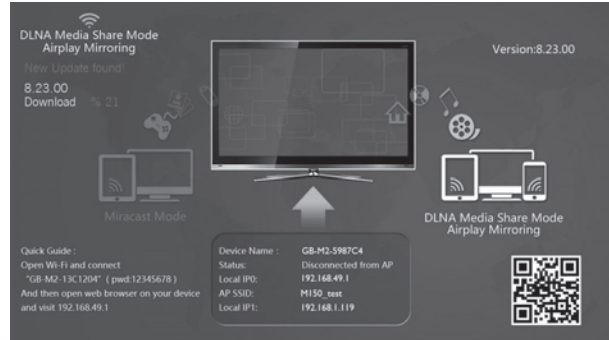 DLNA Media Share Mode
Airplay Mirroring
New Update found!
8.23.00
Download % 21
Version:8.23.00
Miracast Mode
DLNA Media Share Mode
Airplay Mirroring
Quick Guide :
Open Wi-Fi and connect
"GB-M2-13C1204" ( pwd:12345678 )
And then open web browser on your device
and visit 192.168.49.1
Device Name : GB-M2-5987C4
Status: Disconnected from AP
Local IP0: 192.168.49.1
AP SSID: M150_test
Local IP1: 192.168.1.119